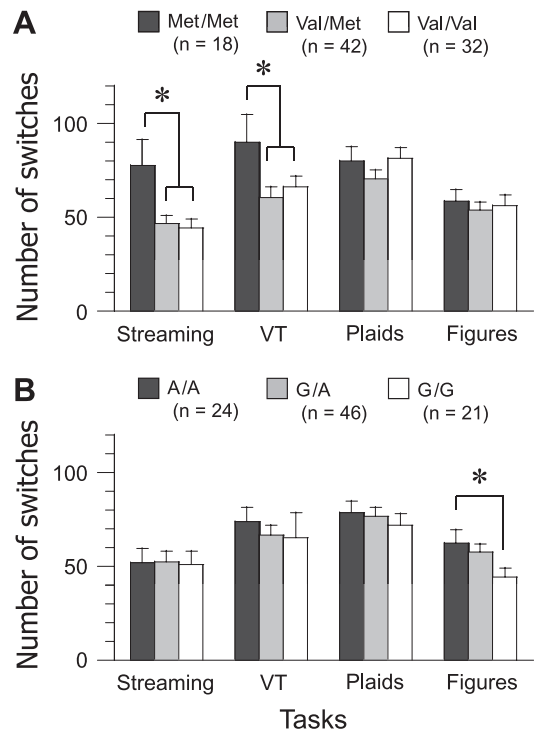 A
Met/Met Val/Met Val/Val
(n = 18) (n = 42) (n = 32)
Number of switches
100
50
0
*
*
Streaming VT Plaids Figures
B
A/A G/A G/G
(n = 24) (n = 46) (n = 21)
Number of switches
100
50
0
*
Streaming VT Plaids Figures
Tasks